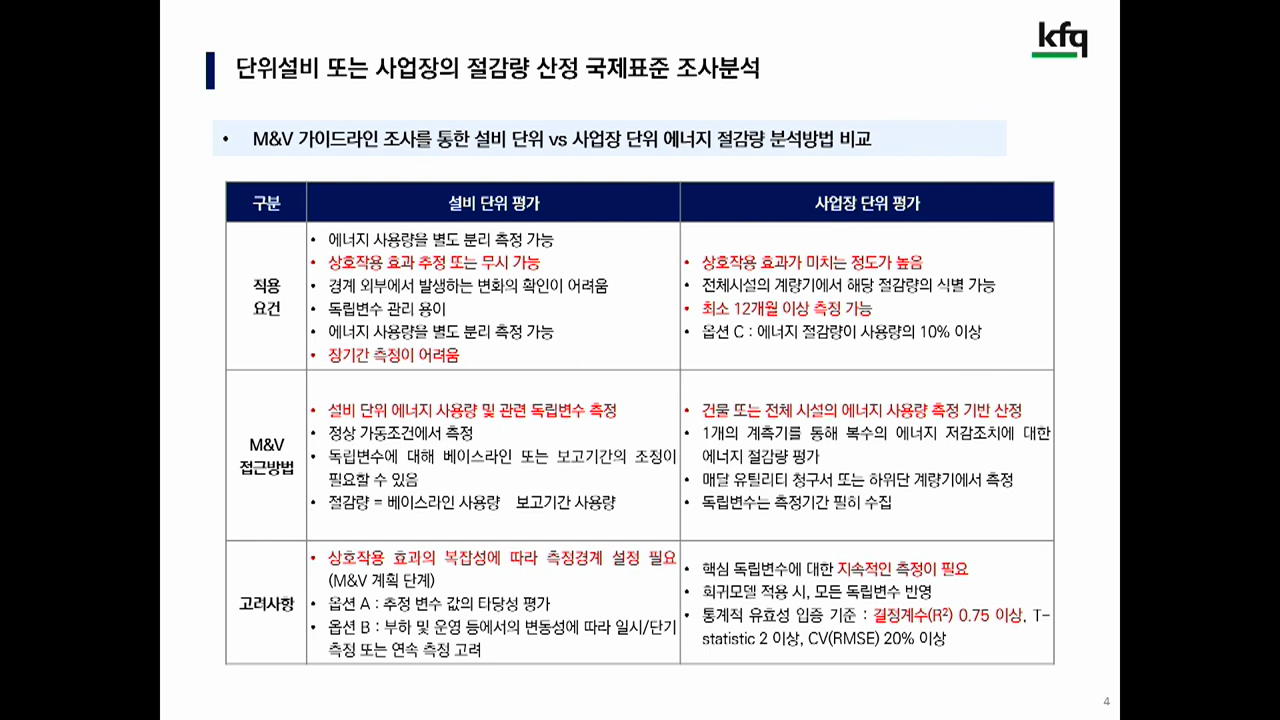 kfq
단위설비 또는 사업장의 절감량 산정 국제표준 조사분석
• M&V 가이드라인 조사를 통한 설비 단위 vs 사업장 단위 에너지 절감량 분석방법 비교
구분
설비 단위 평가
사업장 단위 평가
적용
요건
• 에너지 사용량을 별도 분리 측정 가능
• 상호작용 효과 추정 또는 무시 가능
• 경계 외부에서 발생하는 변화의 확인이 어려움
• 독립변수 관리 용이
• 에너지 사용량을 별도 분리 측정 가능
• 장기간 측정이 어려움
• 상호작용 효과가 미치는 정도가 높음
• 전체시설의 계량기에서 해당 절감량의 식별 가능
• 최소 12개월 이상 측정 가능
• 옵션 C : 에너지 절감량이 사용량의 10% 이상
M&V
접근방법
• 설비 단위 에너지 사용량 및 관련 독립변수 측정
• 정상 가동조건에서 측정
• 독립변수에 대해 베이스라인 또는 보고기간의 조정이
필요할 수 있음
• 절감량 = 베이스라인 사용량 보고기간 사용량
• 건물 또는 전체 시설의 에너지 사용량 측정 기반 산정
• 1개의 계측기를 통해 복수의 에너지 저감조치에 대한
에너지 절감량 평가
• 매달 유틸리티 청구서 또는 하위단 계량기에서 측정
• 독립변수는 측정기간 필히 수집
고려사항
• 상호작용 효과의 복잡성에 따라 측정경계 설정 필요
(M&V 계획 단계)
• 옵션 A : 추정 변수 값의 타당성 평가
• 옵션 B : 부하 및 운영 등에서의 변동성에 따라 일시/단기
측정 또는 연속 측정 고려
• 핵심 독립변수에 대한 지속적인 측정이 필요
• 회귀모델 적용 시, 모든 독립변수 반영
• 통계적 유효성 입증 기준 : 결정계수(R²) 0.75 이상, T-
statistic 2 이상, CV(RMSE) 20% 이상
4